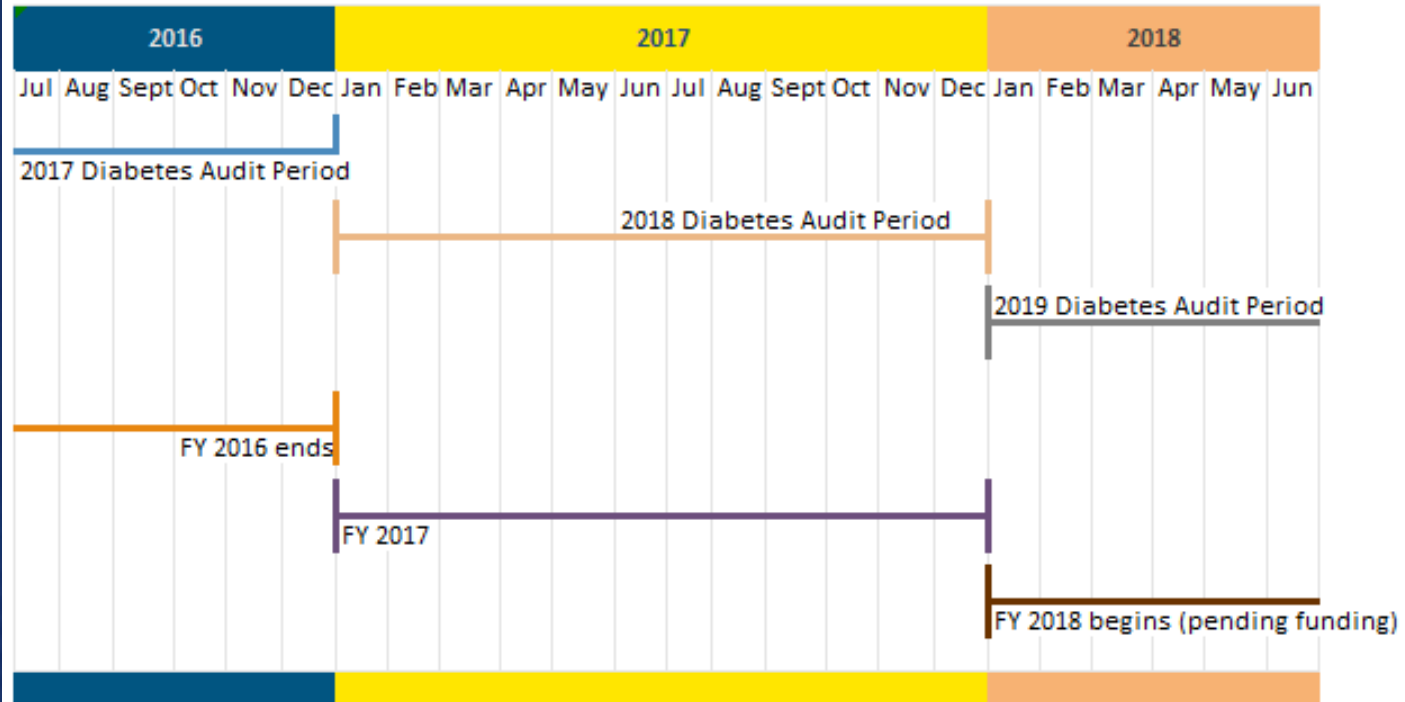 2016 2017 2018
Jul Aug Sept Oct Nov Dec Jan Feb Mar Apr May Jun Jul Aug Sept Oct Nov Dec Jan Feb Mar Apr May Jun
2017 Diabetes Audit Period
2018 Diabetes Audit Period
2019 Diabetes Audit Period
FY 2016 ends
FY 2017
FY 2018 begins (pending funding)